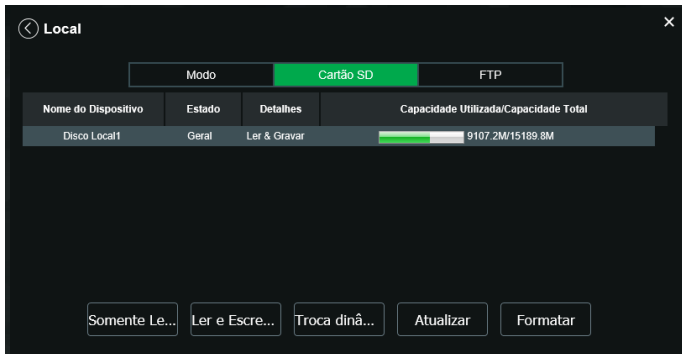 Local
Modo Cartão SD FTP
Nome do Dispositivo Estado Detalhes Capacidade Utilizada/Capacidade Total
Disco Local1 Geral Ler & Gravar 9107.2M/15189.8M
Somente Le... Ler e Escre... Troca dinâ... Atualizar Formatar